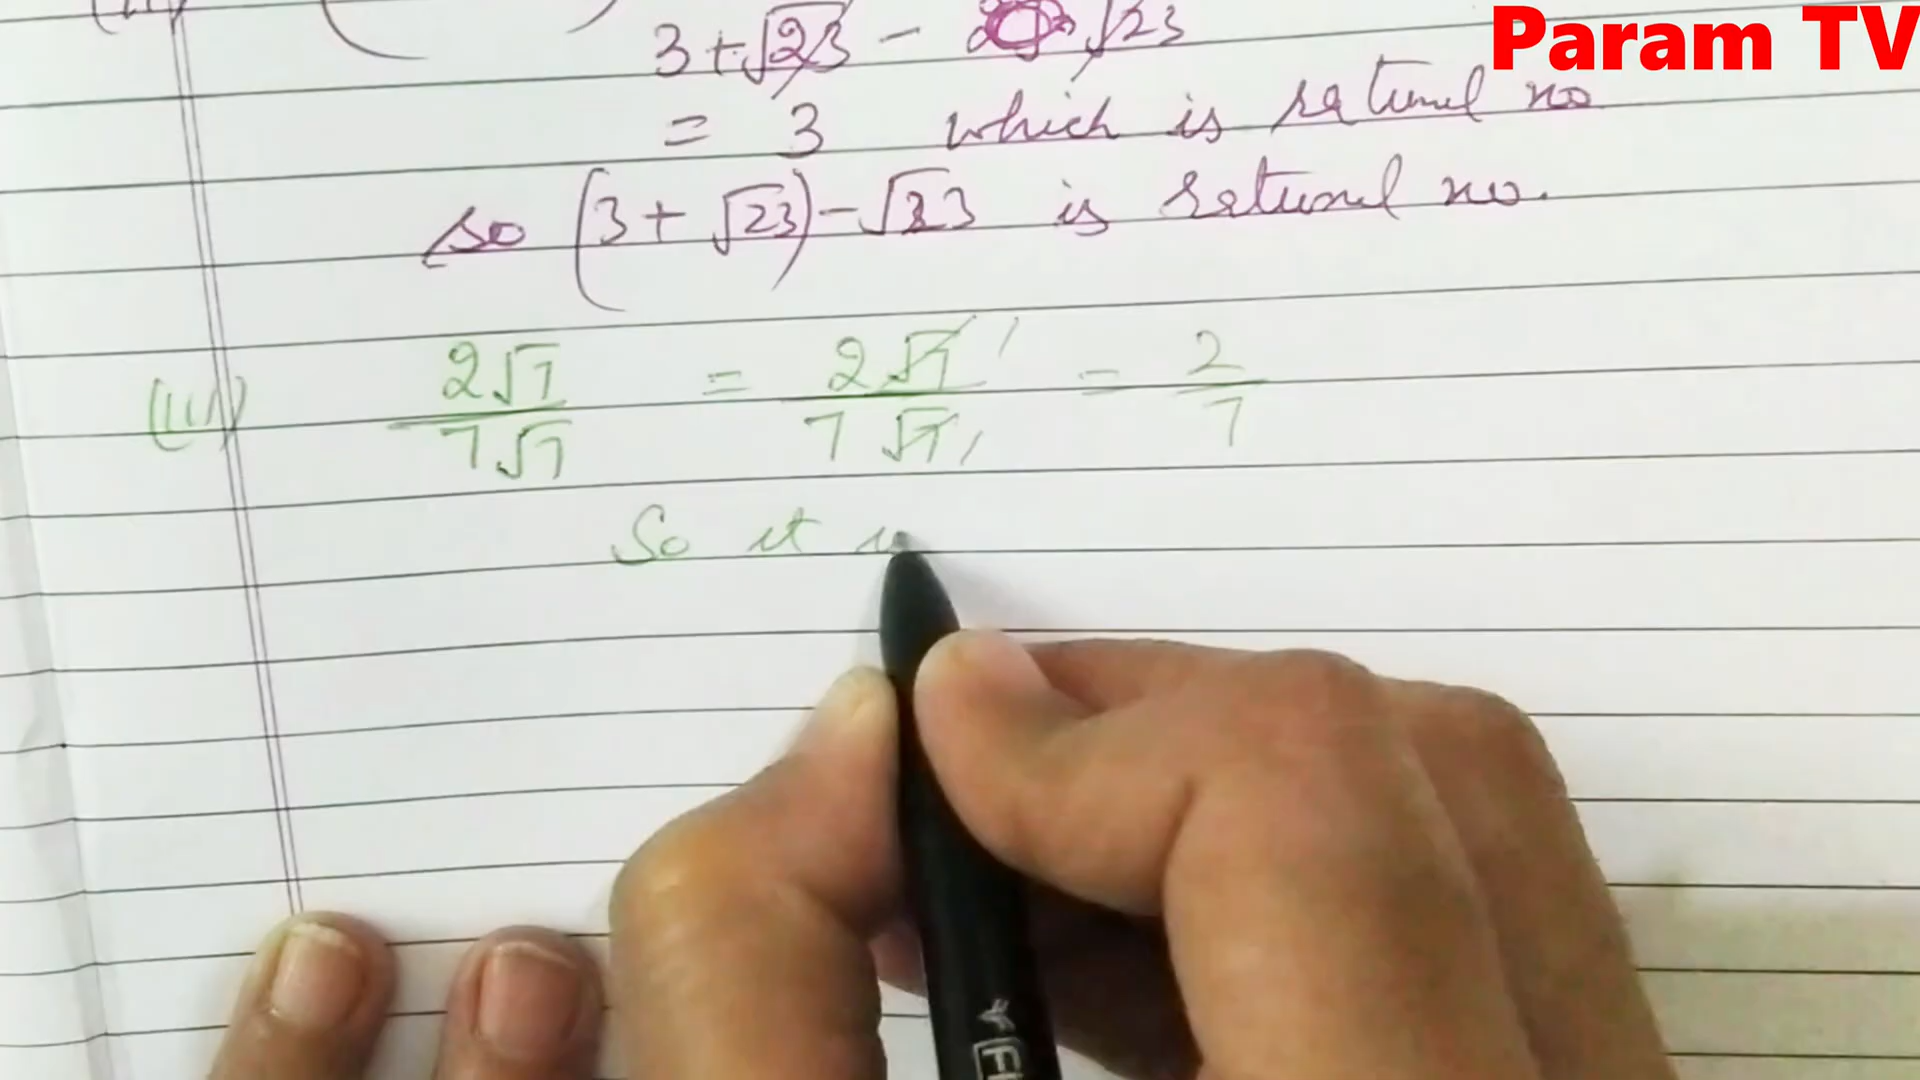 Param TV
3 + √23 - √23
= 3 which is rational no
so (3 + √23) - √23 is rational no.
(iii) 2√7/7√7 = 2√7/7√7 = 2/7
So it is